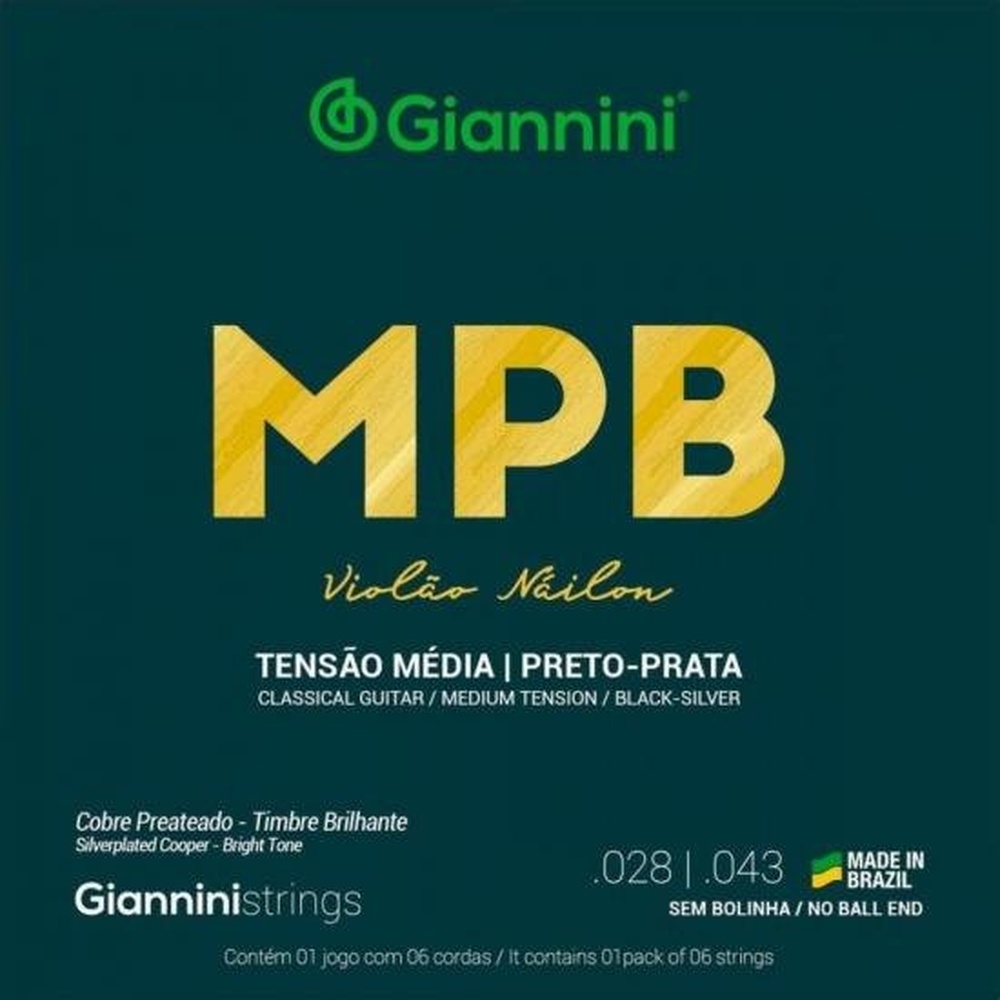 Giannini®
MPB
Violão Náilon
TENSÃO MÉDIA | PRETO-PRATA
CLASSICAL GUITAR / MEDIUM TENSION / BLACK-SILVER
Cobre Preateado - Timbre Brilhante
Silverplated Cooper - Bright Tone
Gianninistrings
.028 | .043
MADE IN
BRAZIL
SEM BOLINHA / NO BALL END
Contém 01 jogo com 06 cordas / It contains 01pack of 06 strings